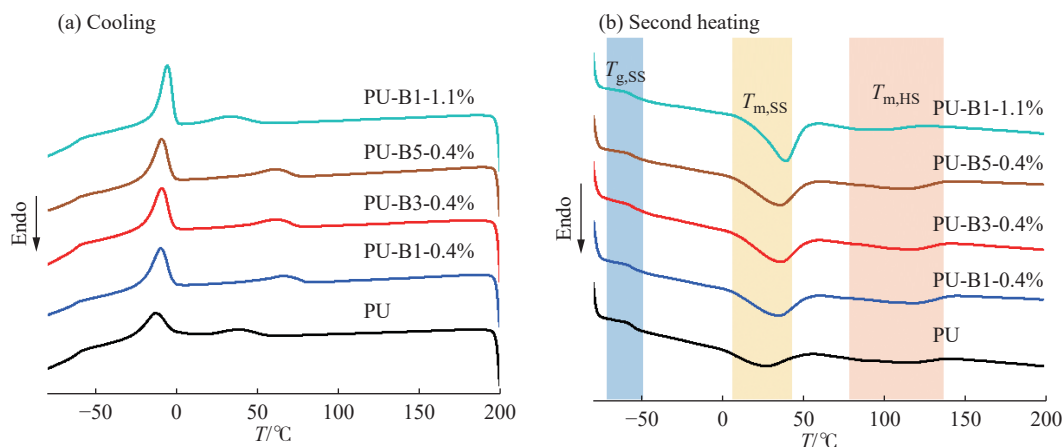 (a) Cooling
PU-B1-1.1%
PU-B5-0.4%
PU-B3-0.4%
PU-B1-0.4%
PU
Endo
−50 0 50 100 150 200
T/°C
(b) Second heating
Tg,SS
Tm,SS
Tm,HS
PU-B1-1.1%
PU-B5-0.4%
PU-B3-0.4%
PU-B1-0.4%
PU
Endo
−50 0 50 100 150 200
T/°C